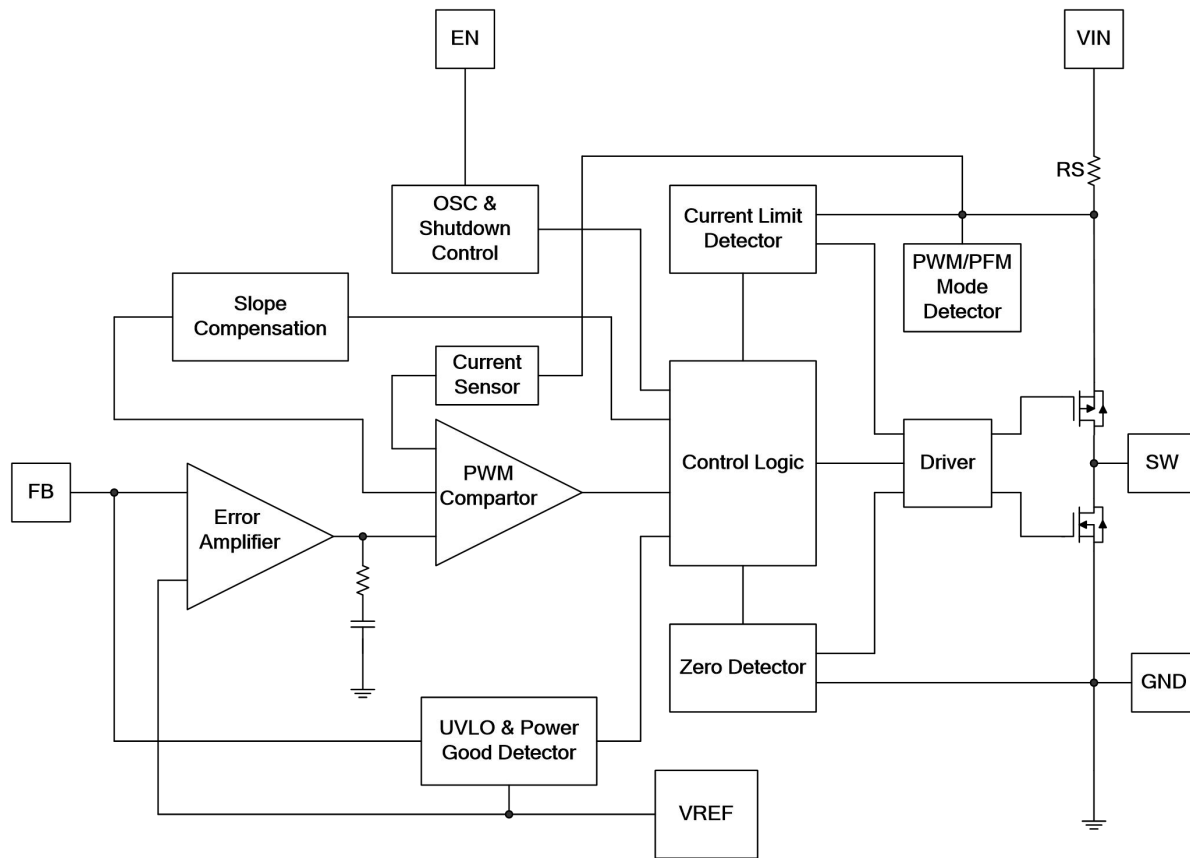 EN
VIN
RS
OSC &
Shutdown
Control
Current Limit
Detector
PWM/PFM
Mode
Detector
Slope
Compensation
Current
Sensor
PWM
Compartor
Control Logic
Driver
SW
FB
Error
Amplifier
Zero Detector
GND
UVLO & Power
Good Detector
VREF